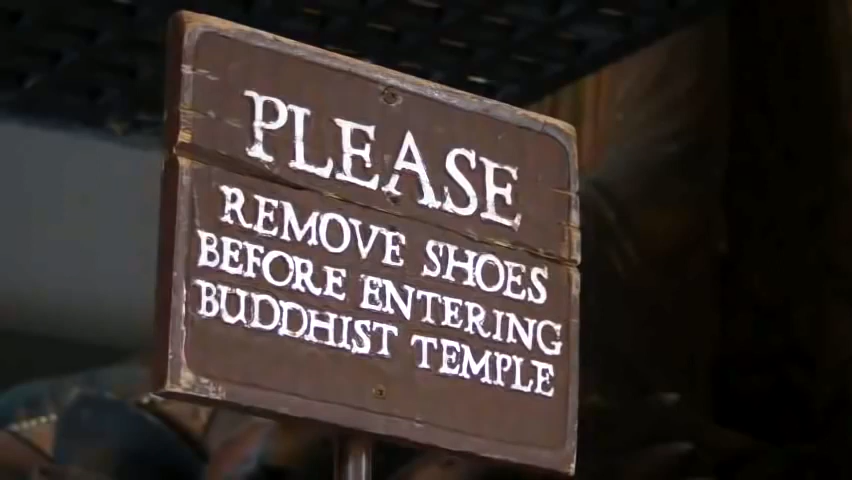 PLEASE
REMOVE SHOES
BEFORE ENTERING
BUDDHIST TEMPLE